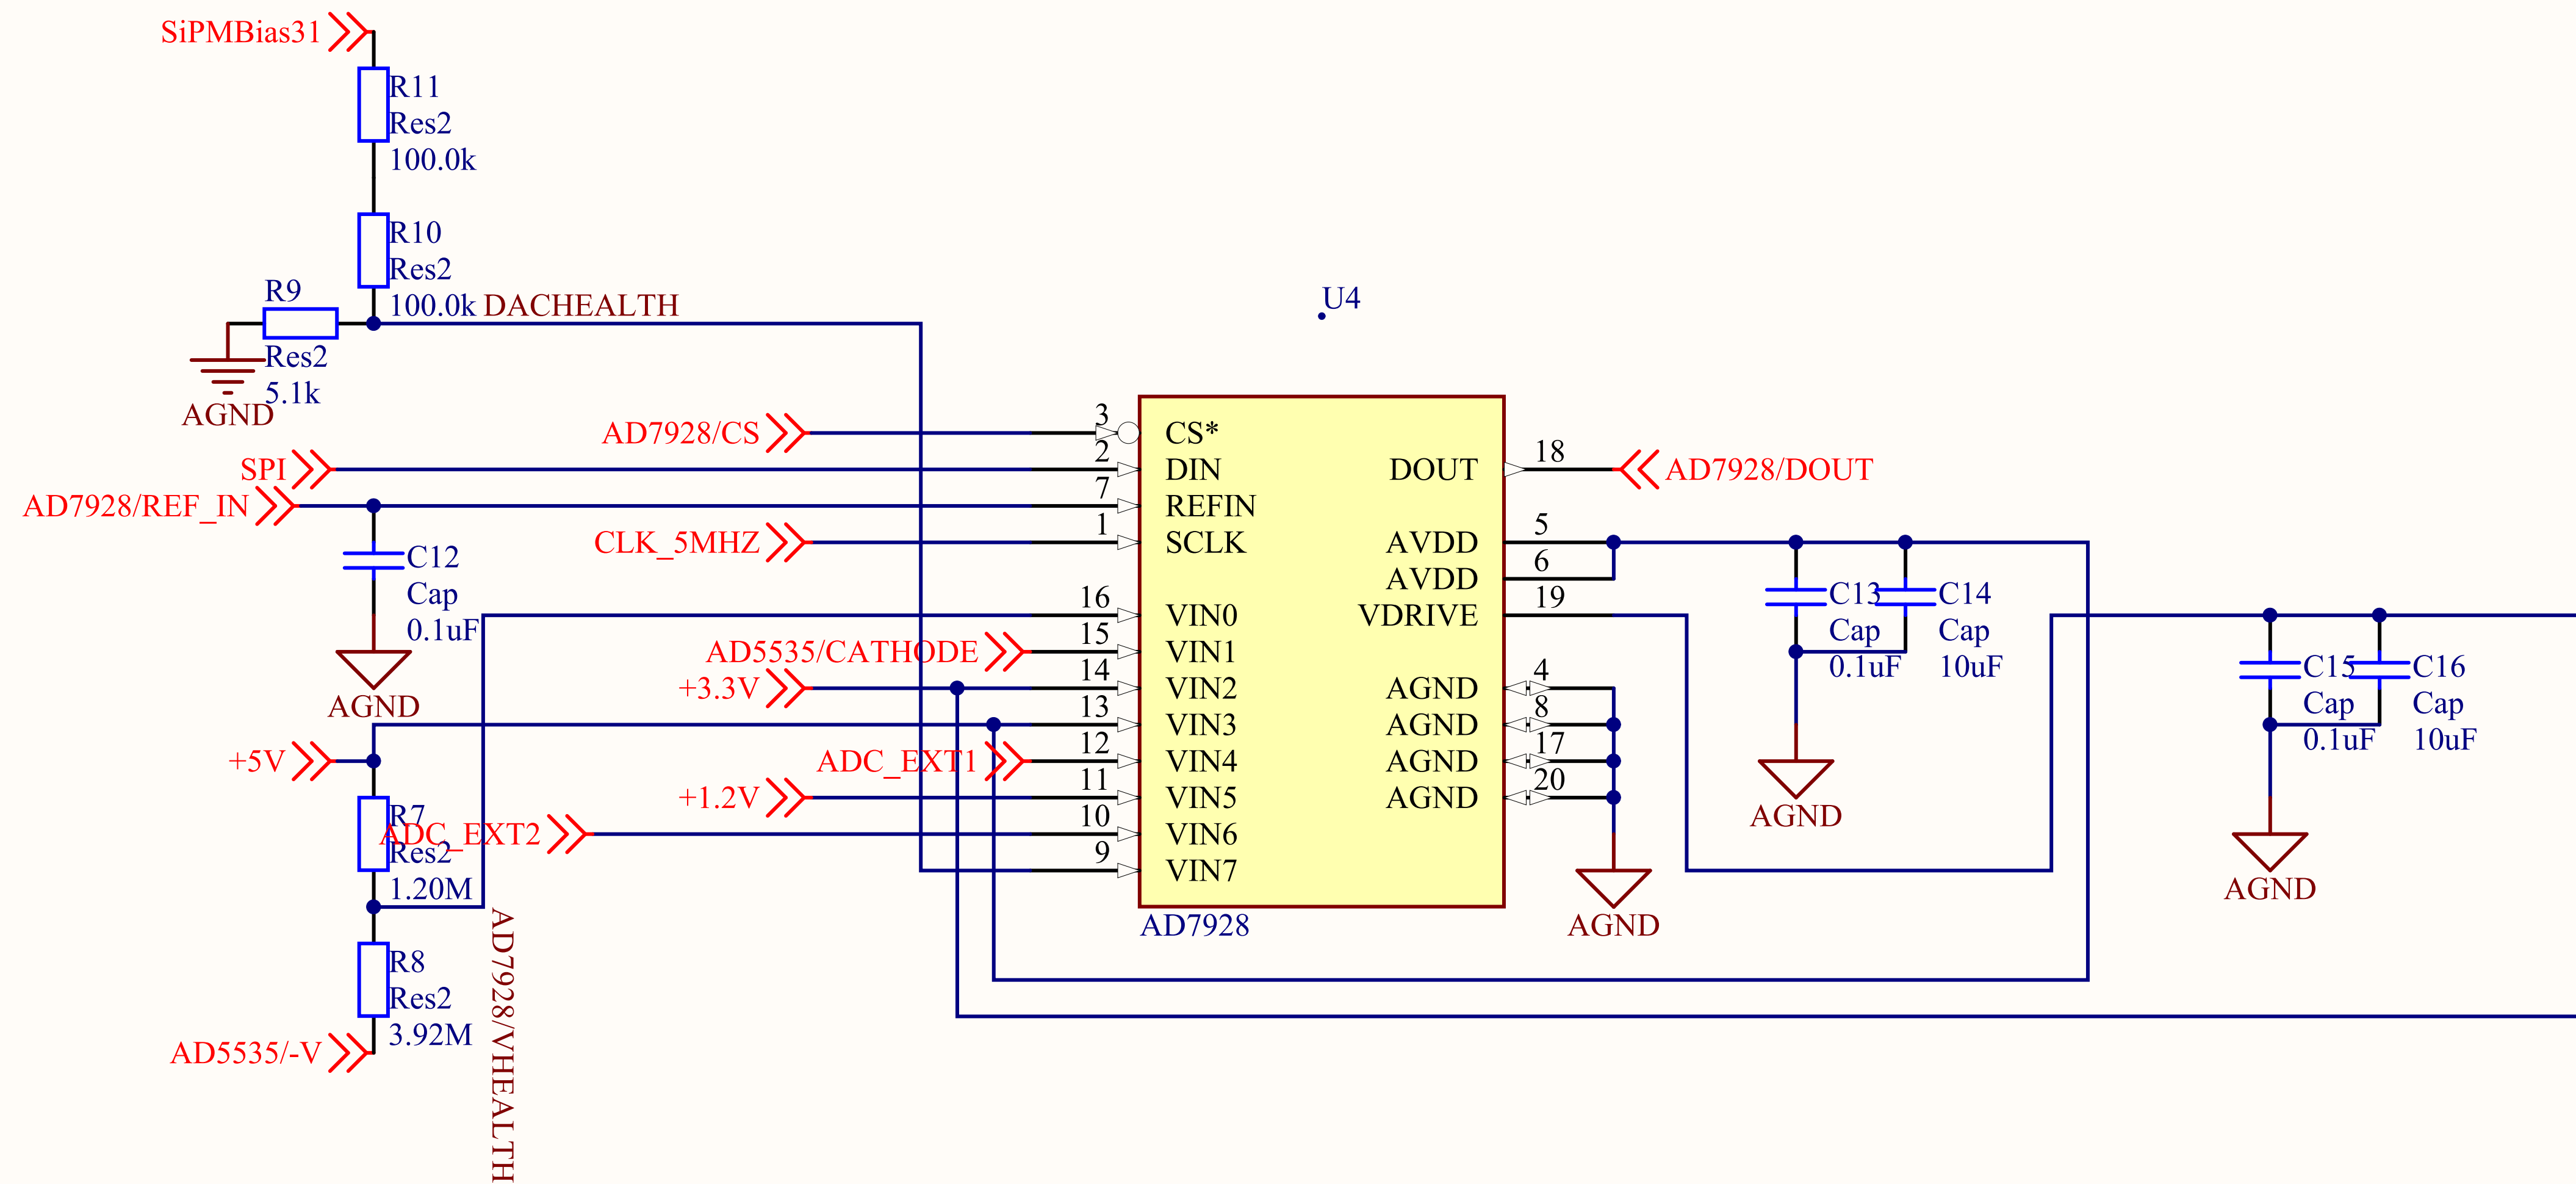 SiPMBias31
R11
Res2
100.0k
R10
Res2
100.0k
DACHEALTH
R9
Res2
5.1k
AGND
U4
AD7928/CS
SPI
AD7928/REF_IN
CLK_5MHZ
C12
Cap
0.1uF
AGND
AD5535/CATHODE
+3.3V
+5V
ADC_EXT1
+1.2V
ADC_EXT2
R7
Res2
1.20M
R8
Res2
3.92M
AD5535/-V
AD7928/VHEALTH
3 CS*
2 DIN
7 REFIN
1 SCLK
16 VIN0
15 VIN1
14 VIN2
13 VIN3
12 VIN4
11 VIN5
10 VIN6
9 VIN7
DOUT 18
AD7928/DOUT
AVDD 5
AVDD 6
VDRIVE 19
AGND 4
AGND 8
AGND 17
AGND 20
AD7928
AGND
C13
Cap
0.1uF
C14
Cap
10uF
AGND
C15
Cap
0.1uF
C16
Cap
10uF
AGND